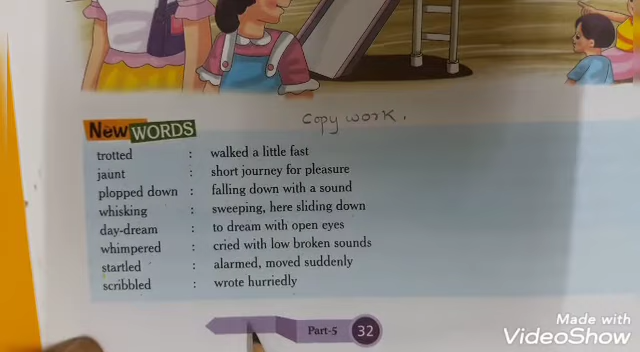 New WORDS
Copy work.
trotted : walked a little fast
jaunt : short journey for pleasure
plopped down : falling down with a sound
whisking : sweeping, here sliding down
day-dream : to dream with open eyes
whimpered : cried with low broken sounds
startled : alarmed, moved suddenly
scribbled : wrote hurriedly
Part-5 32
Made with
VideoShow